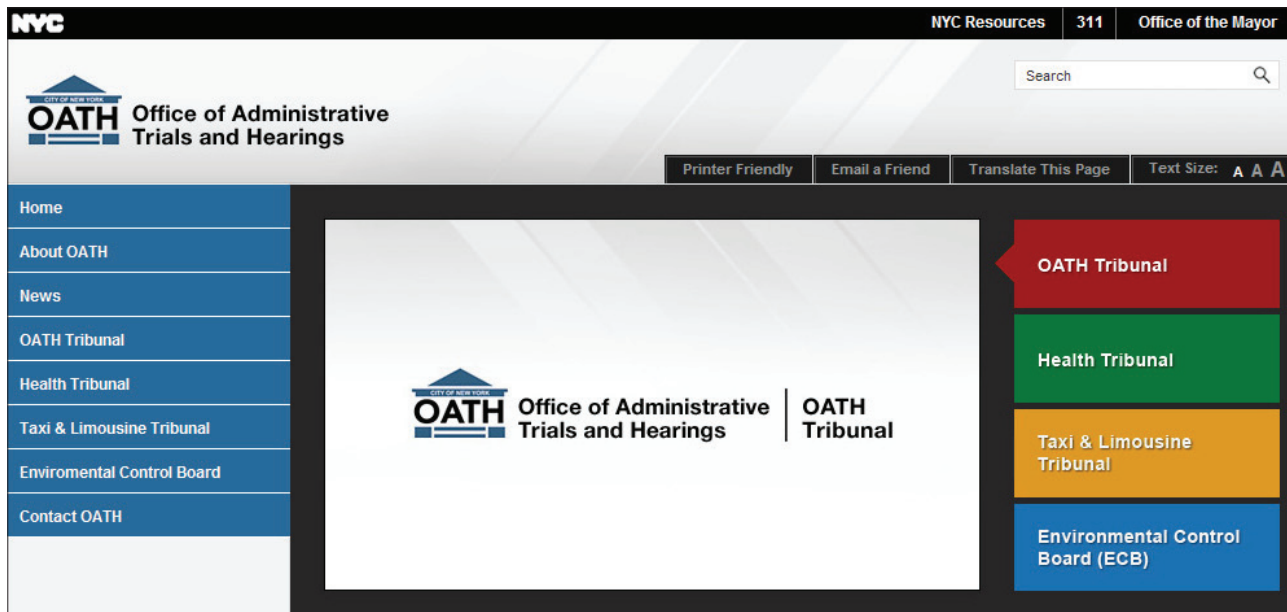 NYC
NYC Resources
311
Office of the Mayor
Search
CITY OF NEW YORK
OATH
Office of Administrative
Trials and Hearings
Printer Friendly
Email a Friend
Translate This Page
Text Size: A A A
Home
About OATH
News
OATH Tribunal
Health Tribunal
Taxi & Limousine Tribunal
Enviromental Control Board
Contact OATH
CITY OF NEW YORK
OATH
Office of Administrative
Trials and Hearings
OATH
Tribunal
OATH Tribunal
Health Tribunal
Taxi & Limousine
Tribunal
Environmental Control
Board (ECB)